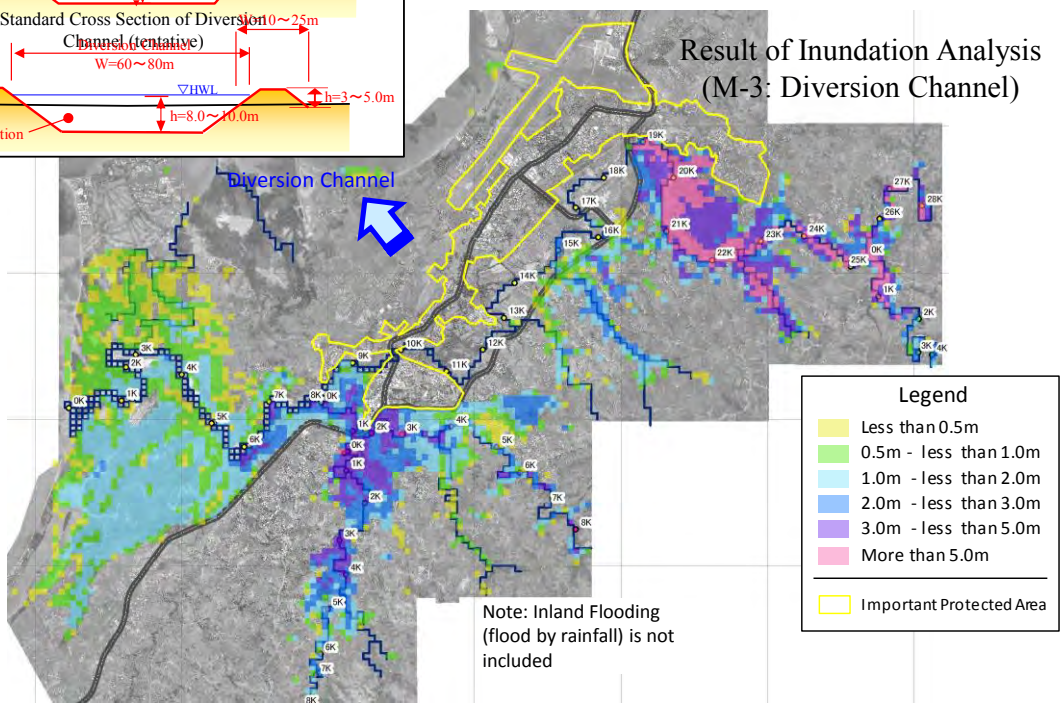 Standard Cross Section of Diversion
Channel (tentative)
Diversion Channel
W=60～80m
W=10～25m
▽HWL
h=3～5.0m
h=8.0～10.0m
Result of Inundation Analysis
(M-3: Diversion Channel)
Diversion Channel
19K
20K
18K
17K
16K
15K
21K
22K
23K
24K
25K
26K
27K
28K
0K
1K
2K
3K
4K
14K
13K
12K
11K
10K
9K
8K
0K
7K
6K
5K
4K
3K
2K
1K
0K
1K
2K
3K
4K
5K
6K
7K
8K
0K
1K
2K
3K
4K
5K
6K
7K
8K
Legend
Less than 0.5m
0.5m - less than 1.0m
1.0m - less than 2.0m
2.0m - less than 3.0m
3.0m - less than 5.0m
More than 5.0m
Important Protected Area
Note: Inland Flooding
(flood by rainfall) is not
included